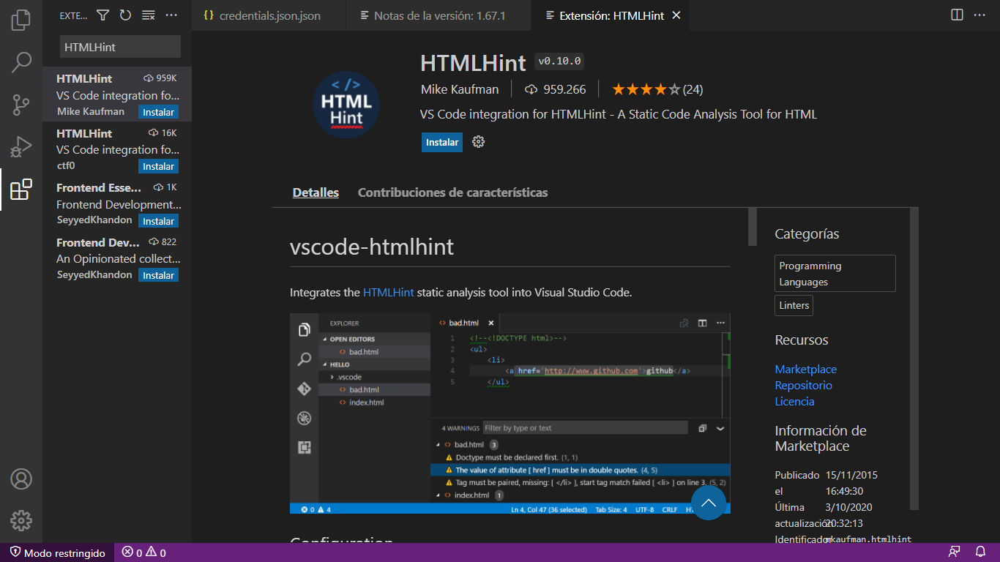 EXTE...
credentials.json.json
Notas de la versión: 1.67.1
Extensión: HTMLHint
HTMLHint
HTMLHint 959K
VS Code integration fo...
Mike Kaufman Instalar
HTMLHint 16K
VS Code integration fo...
ctf0 Instalar
Frontend Esse... 1K
Frontend Development...
SeyyedKhandon Instalar
Frontend Dev... 822
An Opinionated collect...
SeyyedKhandon Instalar
</>
HTML
Hint
HTMLHint v0.10.0
Mike Kaufman 959.266 (24)
VS Code integration for HTMLHint - A Static Code Analysis Tool for HTML
Instalar
Detalles Contribuciones de características
vscode-htmlhint
Integrates the HTMLHint static analysis tool into Visual Studio Code.
EXPLORER
OPEN EDITORS
bad.html
HELLO
.vscode
bad.html
index.html
bad.html
1 <!--<!DOCTYPE html>-->
2 <ul>
3 <li>
4 <a href='http://www.github.com'>github</a>
5 </ul>
4 WARNINGS Filter by type or text
bad.html 3
Doctype must be declared first. (1, 1)
The value of attribute [ href ] must be in double quotes. (4, 5)
Tag must be paired, missing: [ </li> ], start tag match failed [ <li> ] on line 3. (5, 2)
index.html 1
0 4 Ln 4, Col 47 (36 selected) Tab Size: 4 UTF-8 CRLF
Configuration
Categorías
Programming
Languages
Linters
Recursos
Marketplace
Repositorio
Licencia
Información de
Marketplace
Publicado 15/11/2015
el 16:49:30
Última 3/10/2020
actualización 20:32:13
Identificador mkaufman.htmlhint
Modo restringido 0 0